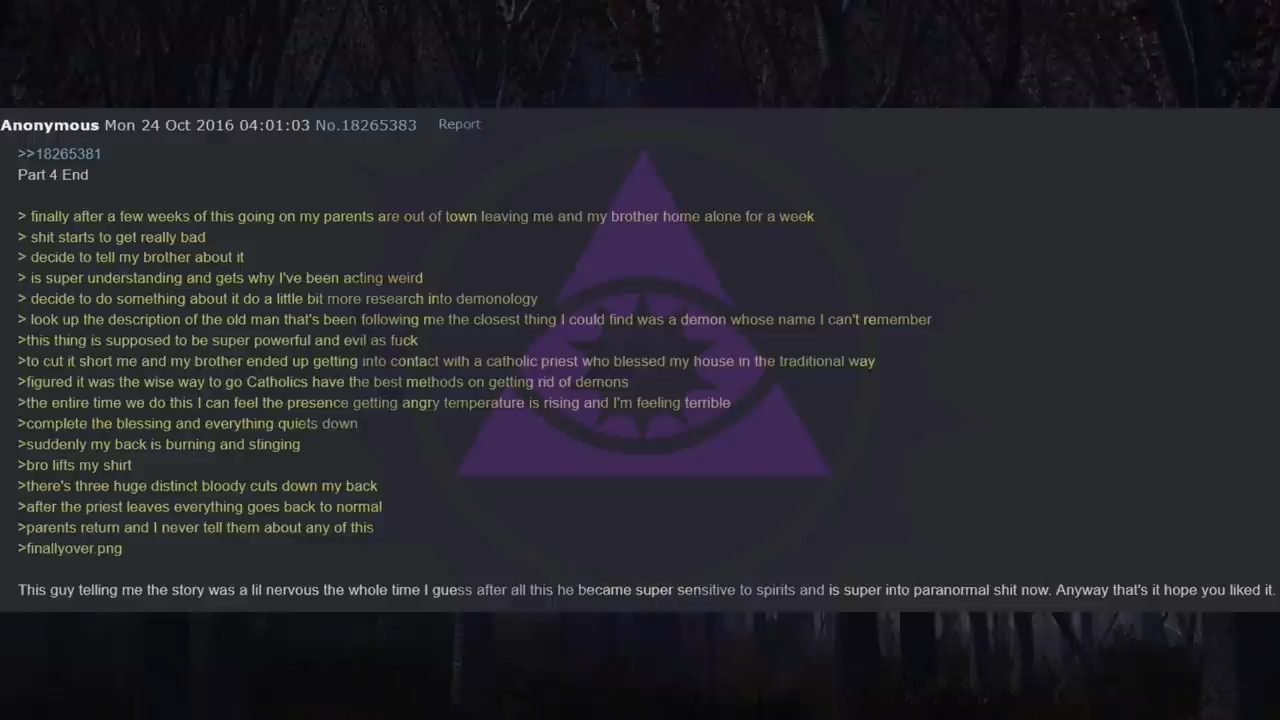 Anonymous Mon 24 Oct 2016 04:01:03 No.18265383 Report
>>18265381
Part 4 End
> finally after a few weeks of this going on my parents are out of town leaving me and my brother home alone for a week
> shit starts to get really bad
> decide to tell my brother about it
> is super understanding and gets why I've been acting weird
> decide to do something about it do a little bit more research into demonology
> look up the description of the old man that's been following me the closest thing I could find was a demon whose name I can't remember
>this thing is supposed to be super powerful and evil as fuck
>to cut it short me and my brother ended up getting into contact with a catholic priest who blessed my house in the traditional way
>figured it was the wise way to go Catholics have the best methods on getting rid of demons
>the entire time we do this I can feel the presence getting angry temperature is rising and I'm feeling terrible
>complete the blessing and everything quiets down
>suddenly my back is burning and stinging
>bro lifts my shirt
>there's three huge distinct bloody cuts down my back
>after the priest leaves everything goes back to normal
>parents return and I never tell them about any of this
>finallyover.png
This guy telling me the story was a lil nervous the whole time I guess after all this he became super sensitive to spirits and is super into paranormal shit now. Anyway that's it hope you liked it.